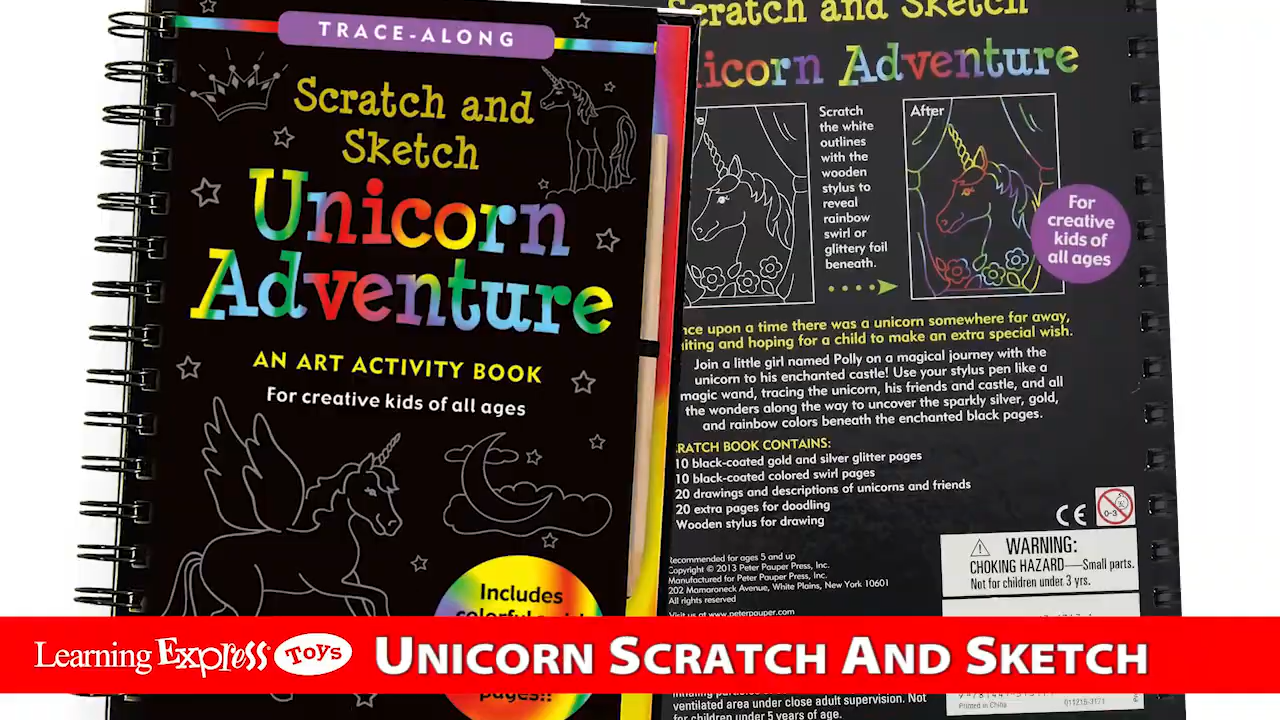 TRACE-ALONG
Scratch and
Sketch
Unicorn
Adventure
AN ART ACTIVITY BOOK
For creative kids of all ages
Includes
pages!!
Scratch and Sketch
Unicorn Adventure
Scratch
the white
outlines
with the
wooden
stylus to
reveal
rainbow
swirl or
glittery foil
beneath.
After
For
creative
kids of
all ages
upon a time there was a unicorn somewhere far away,
and hoping for a child to make an extra special wish.
Join a little girl named Polly on a magical journey with the
unicorn to his enchanted castle! Use your stylus pen like a
magic wand, tracing the unicorn, his friends and castle, and all
the wonders along the way to uncover the sparkly silver, gold,
and rainbow colors beneath the enchanted black pages.
BOOK CONTAINS:
10 black-coated gold and silver glitter pages
10 black-coated colored swirl pages
20 drawings and descriptions of unicorns and friends
20 extra pages for doodling
Wooden stylus for drawing
CE
0-3
Recommended for ages 5 and up
Copyright © 2013 Peter Pauper Press, Inc.
Manufactured for Peter Pauper Press, Inc.
202 Mamaroneck Avenue, White Plains, New York 10601
All rights reserved
Visit us at www.peterpauper.com
WARNING:
CHOKING HAZARD—Small parts.
Not for children under 3 yrs.
Learning Express Toys
UNICORN SCRATCH AND SKETCH
ventilated area under close adult supervision. Not
for children under 5 years of age.
Printed in China